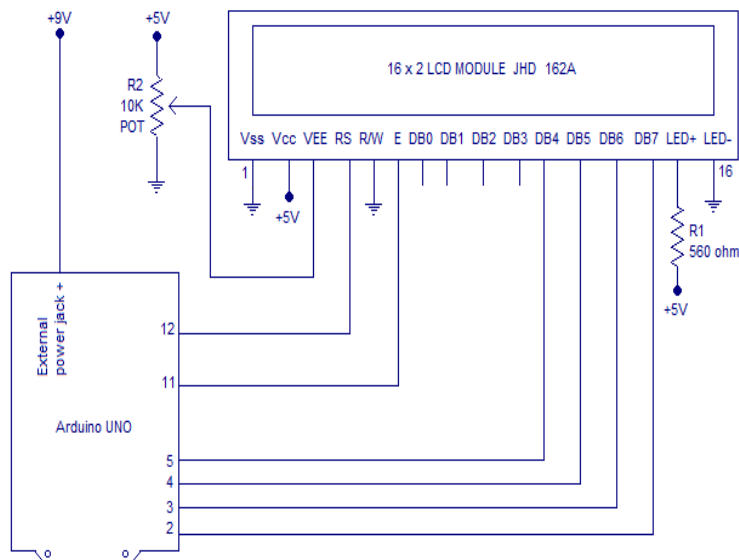 +9V
+5V
R2
10K
POT
16 x 2 LCD MODULE JHD 162A
Vss Vcc VEE RS R/W E DB0 DB1 DB2 DB3 DB4 DB5 DB6 DB7 LED+ LED-
1
16
+5V
R1
560 ohm
+5V
External
power jack +
12
11
Arduino UNO
5
4
3
2